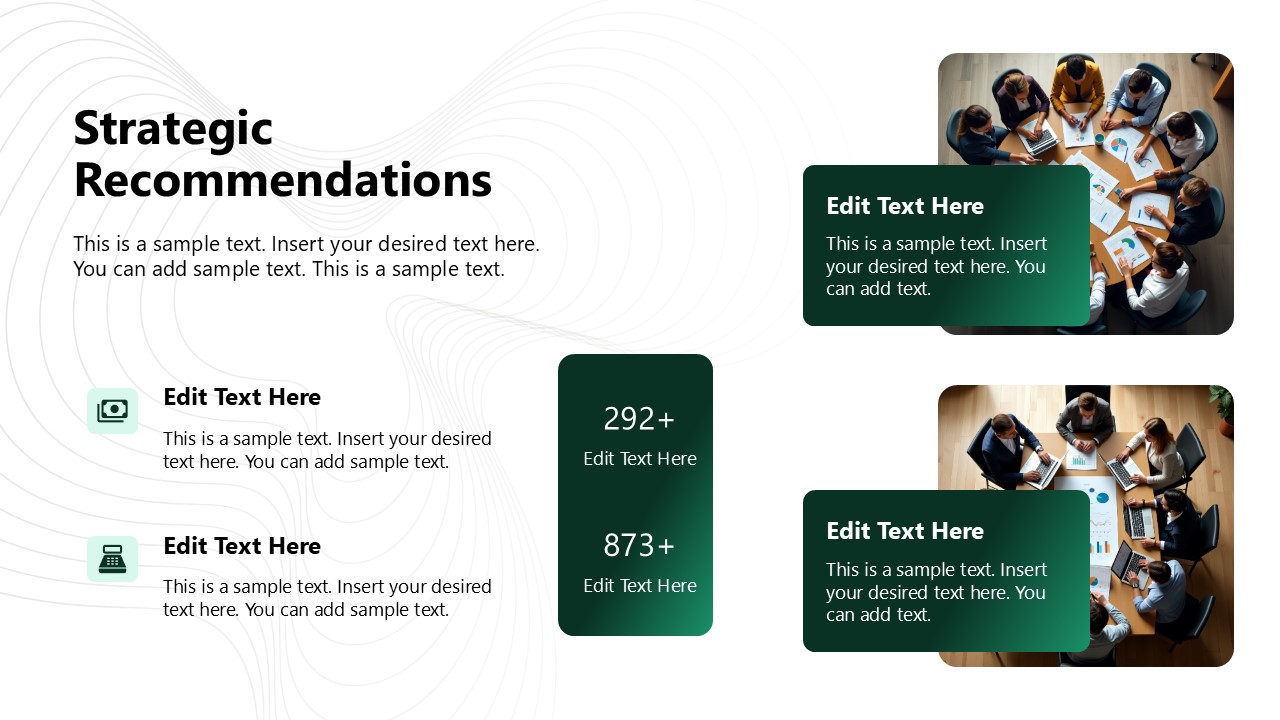 Strategic
Recommendations
This is a sample text. Insert your desired text here.
You can add sample text. This is a sample text.
Edit Text Here
This is a sample text. Insert your desired
text here. You can add sample text.
Edit Text Here
This is a sample text. Insert your desired
text here. You can add sample text.
292+
Edit Text Here
873+
Edit Text Here
Edit Text Here
This is a sample text. Insert
your desired text here. You
can add text.
Edit Text Here
This is a sample text. Insert
your desired text here. You
can add text.